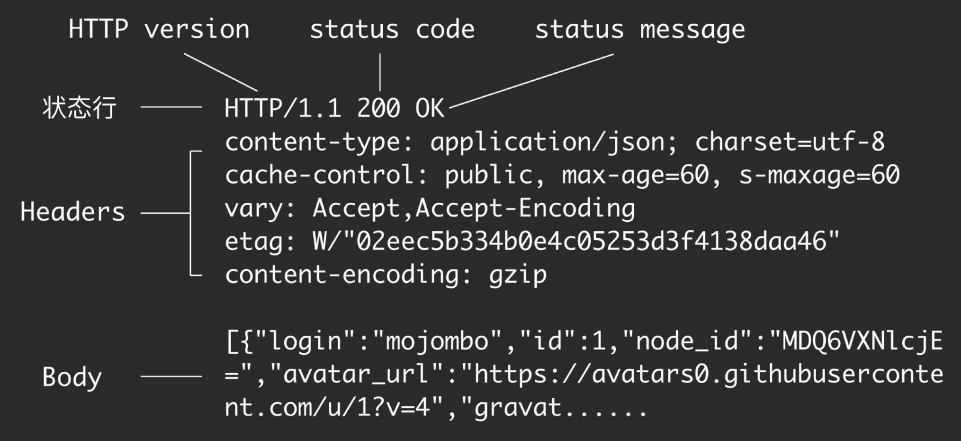 HTTP version status code status message
状态行 HTTP/1.1 200 OK
content-type: application/json; charset=utf-8
cache-control: public, max-age=60, s-maxage=60
Headers vary: Accept,Accept-Encoding
etag: W/"02eec5b334b0e4c05253d3f4138daa46"
content-encoding: gzip
[{"login":"mojombo","id":1,"node_id":"MDQ6VXNlcjE
Body =","avatar_url":"https://avatars0.githubuserconte
nt.com/u/1?v=4","gravat......